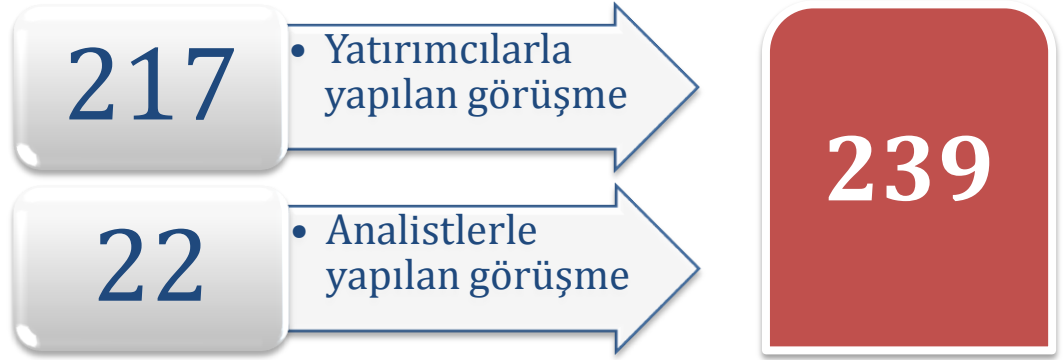 217
• Yatırımcılarla
yapılan görüşme
22
• Analistlerle
yapılan görüşme
239